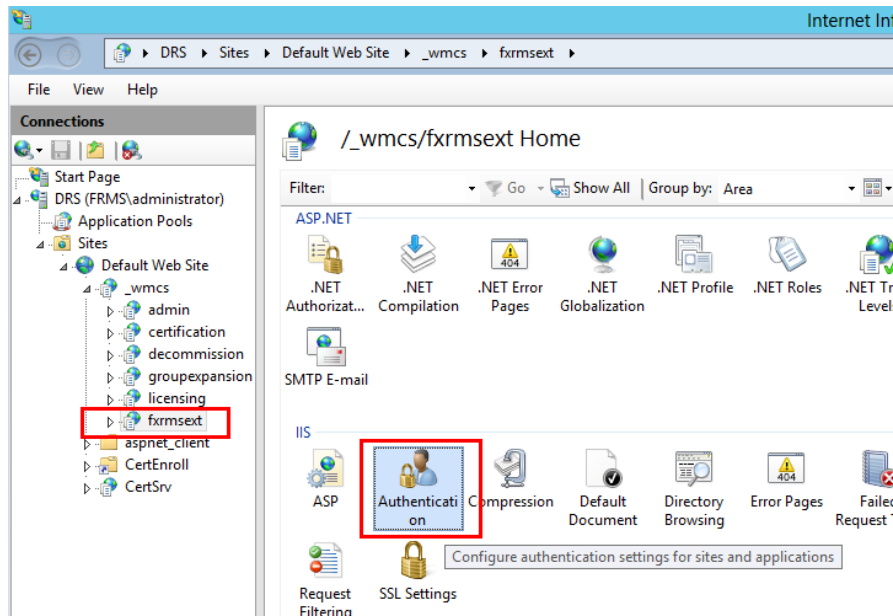 Internet Inf
DRS Sites Default Web Site _wmcs fxrmsext
File View Help
Connections
Start Page
DRS (FRMS\administrator)
Application Pools
Sites
Default Web Site
_wmcs
admin
certification
decommission
groupexpansion
licensing
fxrmsext
aspnet_client
CertEnroll
CertSrv
/_wmcs/fxrmsext Home
Filter: Go Show All Group by: Area
ASP.NET
.NET Authorizat...
.NET Compilation
.NET Error Pages
.NET Globalization
.NET Profile
.NET Roles
.NET Tr
Levels
SMTP E-mail
IIS
ASP
Authenticati
on
Compression
Default
Document
Directory
Browsing
Error Pages
Failed
Request T
Configure authentication settings for sites and applications
Request
Filtering
SSL Settings